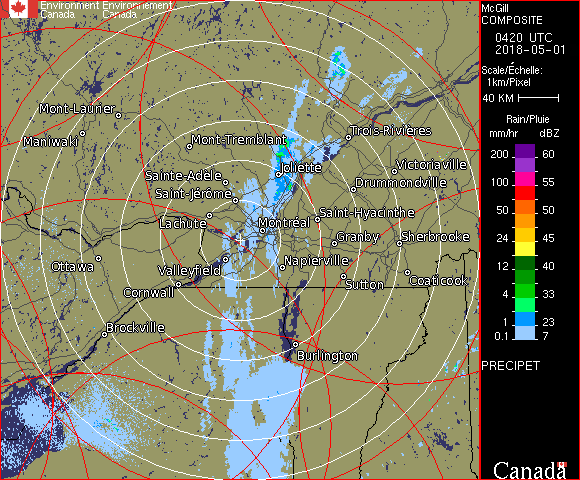 Environment Environnement
Canada Canada
McGill
COMPOSITE
0420 UTC
2018-05-01
Scale/Échelle:
1km/Pixel
40 KM
Rain/Pluie
mm/hr dBZ
200 60
100 55
50 50
24 45
12 40
4 33
1 23
0.1 7
PRECIPET
Canada
Mont-Laurier
Maniwaki
Mont-Tremblant
Trois-Rivières
Joliette
Victoriaville
Sainte-Adèle
Drummondville
Saint-Jérôme
Lachute
Montréal
Saint-Hyacinthe
Granby
Sherbrooke
Ottawa
Valleyfield
Napierville
Cornwall
Sutton
Coaticook
Brockville
Burlington